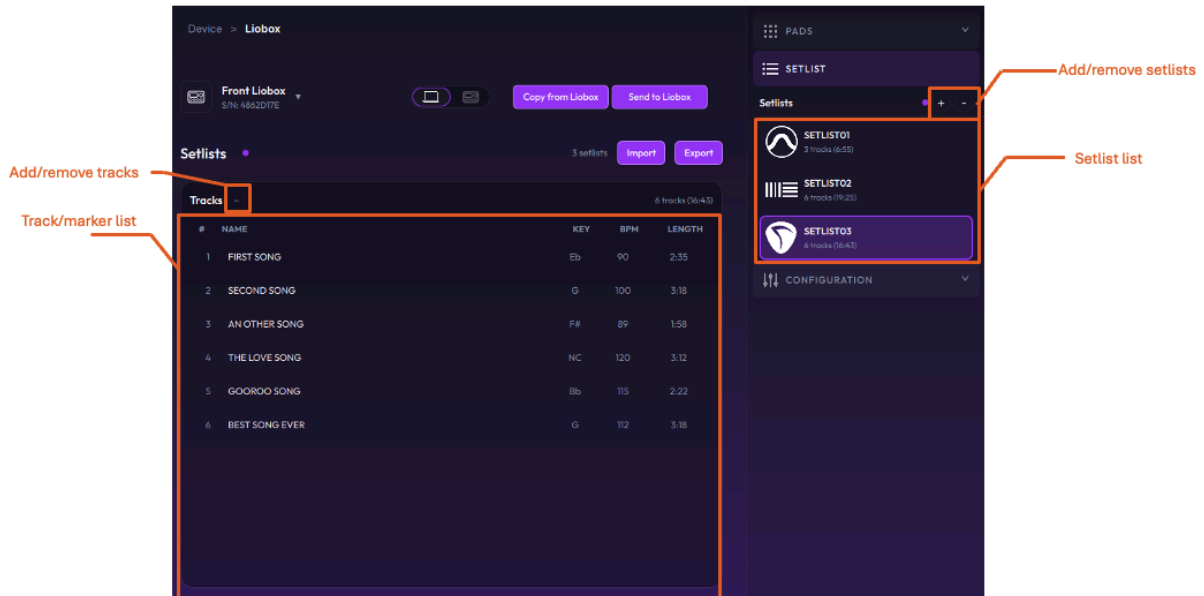 Device > Liobox
PADS
SETLIST
Add/remove setlists
Front Liobox
S/N: 4862D17E
Copy from Liobox
Send to Liobox
Setlists
+ -
SETLIST01
3 tracks (6:55)
Setlists
3 setlists
Import
Export
Setlist list
Add/remove tracks
SETLIST02
6 tracks (19:25)
Tracks -
6 tracks (16:43)
Track/marker list
# NAME KEY BPM LENGTH
SETLIST03
6 tracks (16:43)
1 FIRST SONG Eb 90 2:35
CONFIGURATION
2 SECOND SONG G 100 3:18
3 AN OTHER SONG F# 89 1:58
4 THE LOVE SONG NC 120 3:12
5 GOOROO SONG Bb 115 2:22
6 BEST SONG EVER G 112 3:18